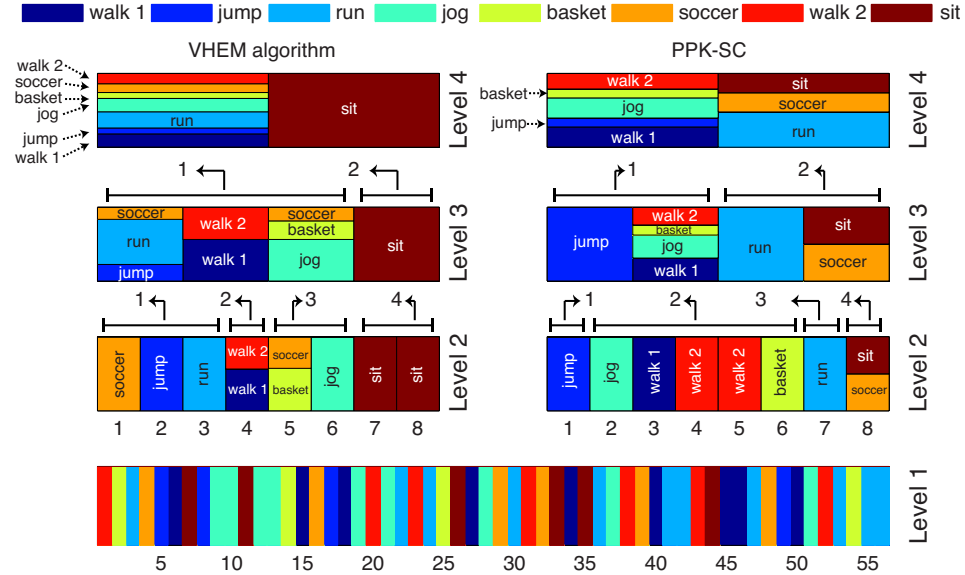 walk 1 jump run jog basket soccer walk 2 sit
VHEM algorithm PPK-SC
walk 2
soccer
basket
jog
jump
walk 1
run
sit
Level 4
basket
jump
walk 2
jog
walk 1
sit
soccer
run
Level 4
1 2
1 2
soccer
run
jump
walk 2
walk 1
soccer
basket
jog
sit
Level 3
jump
walk 2
basket
jog
walk 1
run
sit
soccer
Level 3
1 2 3 4
1 2 3 4
soccer
jump
run
walk 2
walk 1
soccer
basket
jog
sit
sit
Level 2
1 2 3 4 5 6 7 8
jump
jog
walk 1
walk 2
walk 2
basket
run
sit
soccer
Level 2
1 2 3 4 5 6 7 8
Level 1
5 10 15 20 25 30 35 40 45 50 55